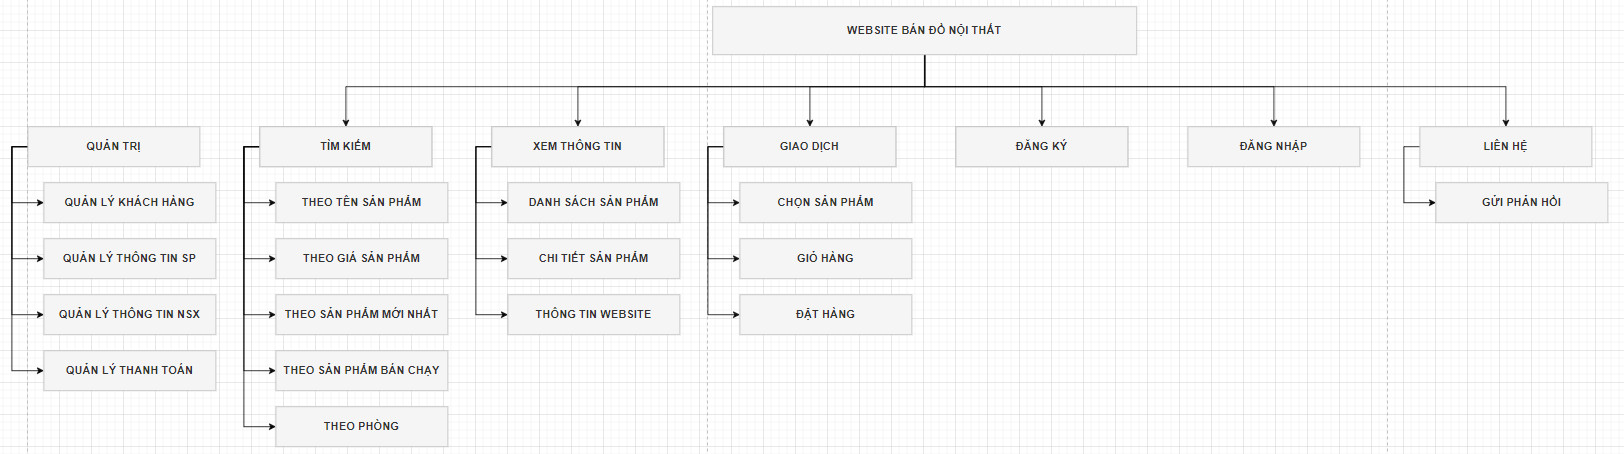 WEBSITE BÁN ĐỒ NỘI THẤT
QUẢN TRỊ
TÌM KIẾM
XEM THÔNG TIN
GIAO DỊCH
ĐĂNG KÝ
ĐĂNG NHẬP
LIÊN HỆ
QUẢN LÝ KHÁCH HÀNG
THEO TÊN SẢN PHẨM
DANH SÁCH SẢN PHẨM
CHỌN SẢN PHẨM
GỬI PHẢN HỒI
QUẢN LÝ THÔNG TIN SP
THEO GIÁ SẢN PHẨM
CHI TIẾT SẢN PHẨM
GIỎ HÀNG
QUẢN LÝ THÔNG TIN NSX
THEO SẢN PHẨM MỚI NHẤT
THÔNG TIN WEBSITE
ĐẶT HÀNG
QUẢN LÝ THANH TOÁN
THEO SẢN PHẨM BÁN CHẠY
THEO PHÒNG